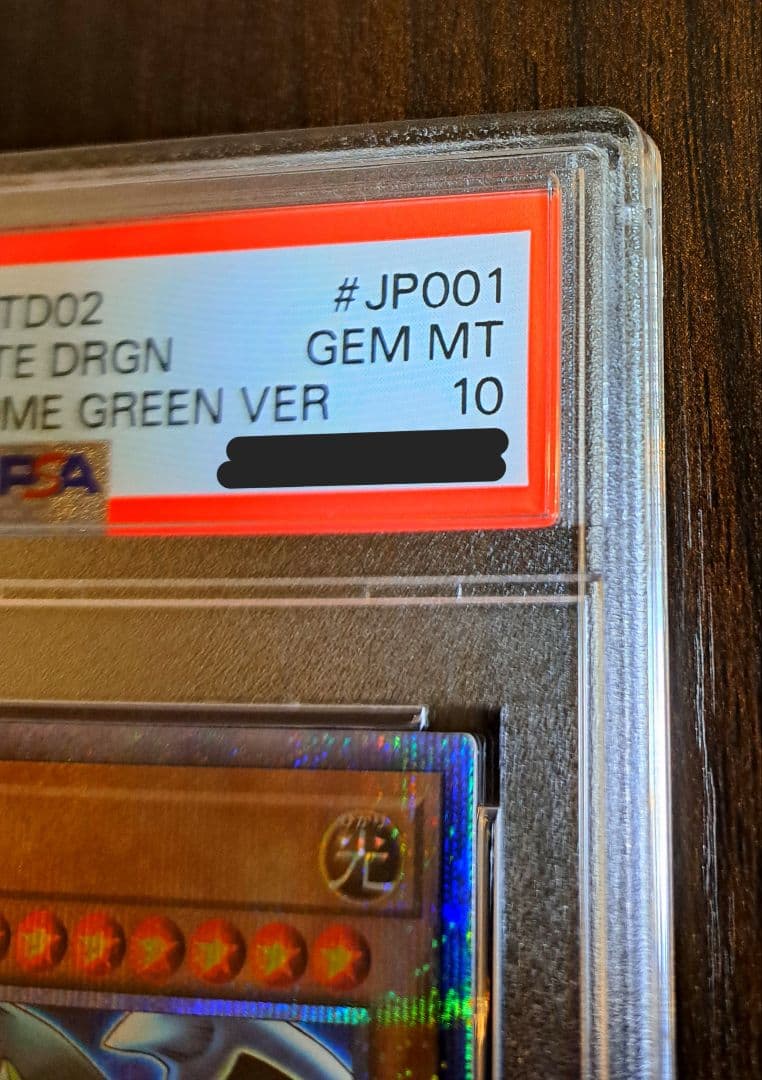 TD02 #JP001
TE DRGN GEM MT
ME GREEN VER 10
PSA
光